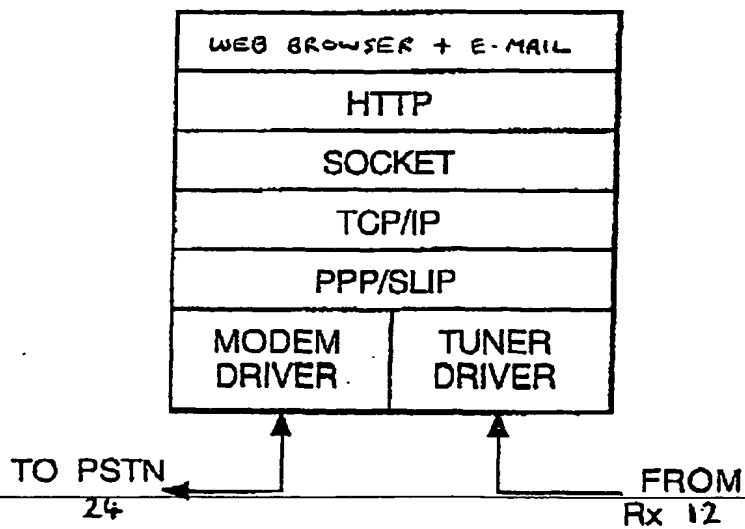 WEB BROWSER + E-MAIL
HTTP
SOCKET
TCP/IP
PPP/SLIP
MODEM
DRIVER
TUNER
DRIVER
TO PSTN
24
FROM
Rx 12